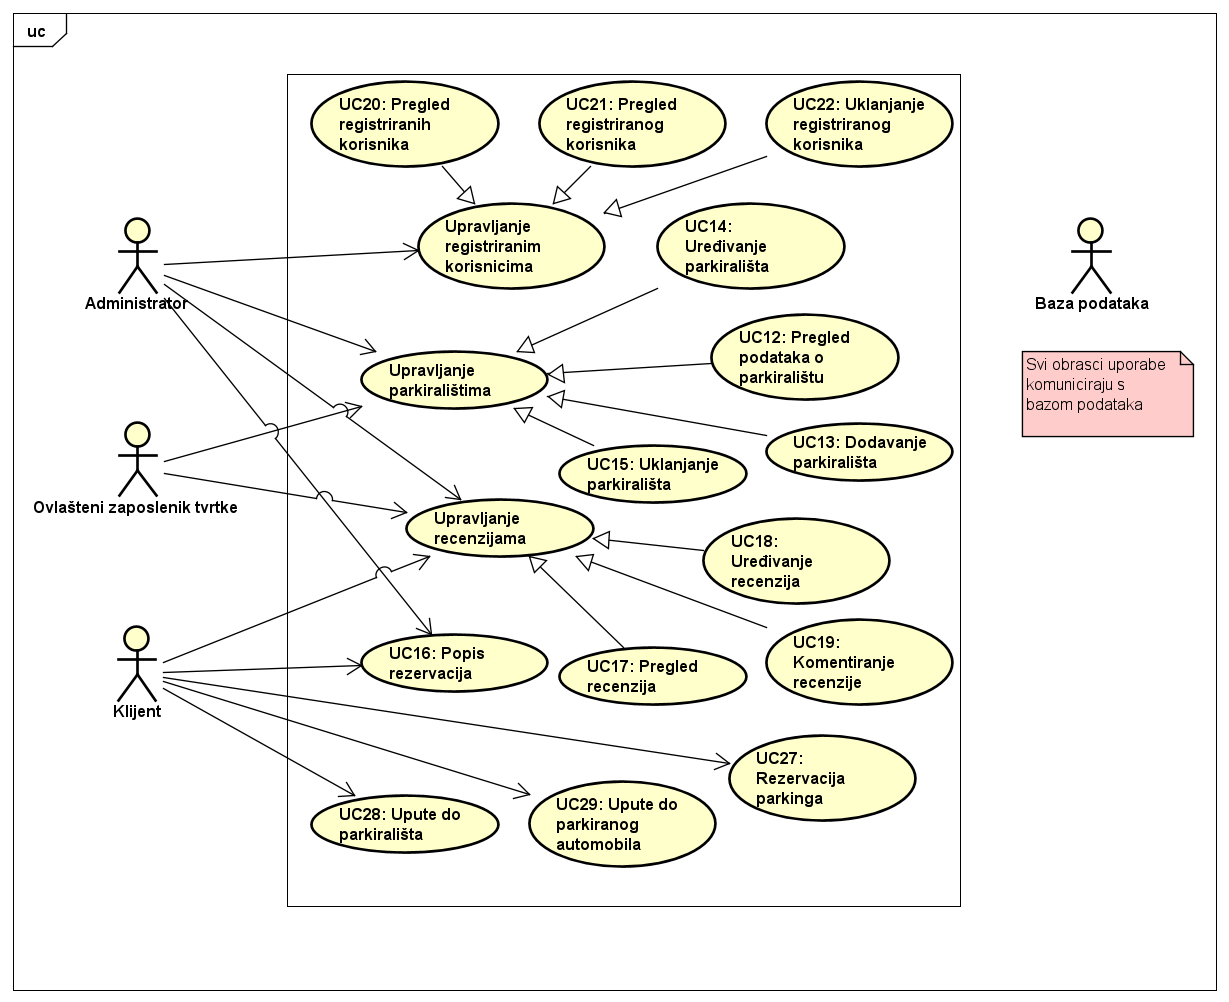 uc
UC20: Pregled
registriranih
korisnika
UC21: Pregled
registriranog
korisnika
UC22: Uklanjanje
registriranog
korisnika
Upravljanje
registriranim
korisnicima
UC14:
Uređivanje
parkirališta
Administrator
Baza podataka
UC12: Pregled
podataka o
parkiralištu
Upravljanje
parkiralištima
Svi obrasci uporabe
komuniciraju s
bazom podataka
UC13: Dodavanje
parkirališta
UC15: Uklanjanje
parkirališta
Ovlašteni zaposlenik tvrtke
Upravljanje
recenzijama
UC18:
Uređivanje
recenzija
UC16: Popis
rezervacija
UC17: Pregled
recenzija
UC19:
Komentiranje
recenzije
Klijent
UC27:
Rezervacija
parkinga
UC28: Upute do
parkirališta
UC29: Upute do
parkiranog
automobila